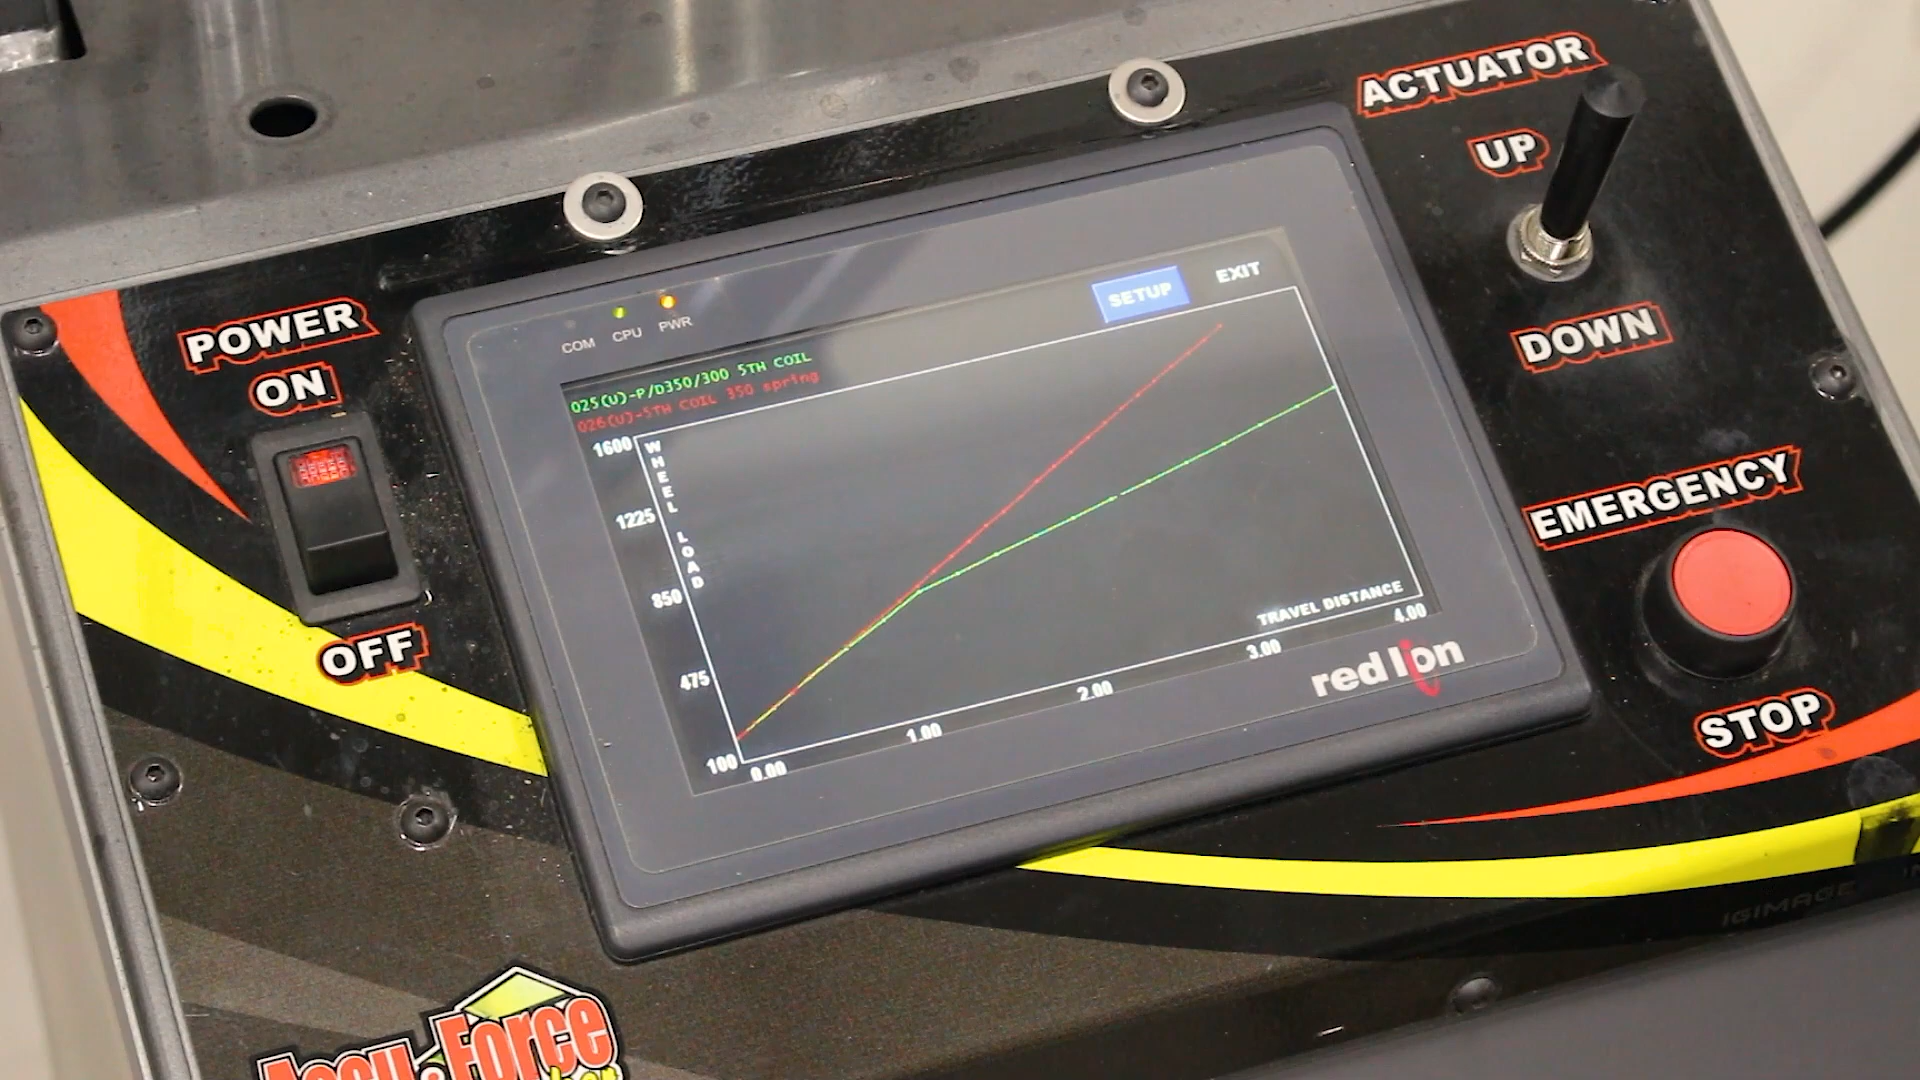 ACTUATOR
UP
DOWN
POWER
ON
OFF
COM CPU PWR
SETUP EXIT
025(U)-P/D350/300 5TH COIL
026(U)-5TH COIL 350 spring
1600
1225
850
475
100
WHEEL LOAD
TRAVEL DISTANCE
0.00 1.00 2.00 3.00 4.00
red lion
EMERGENCY
STOP
Accu-Force